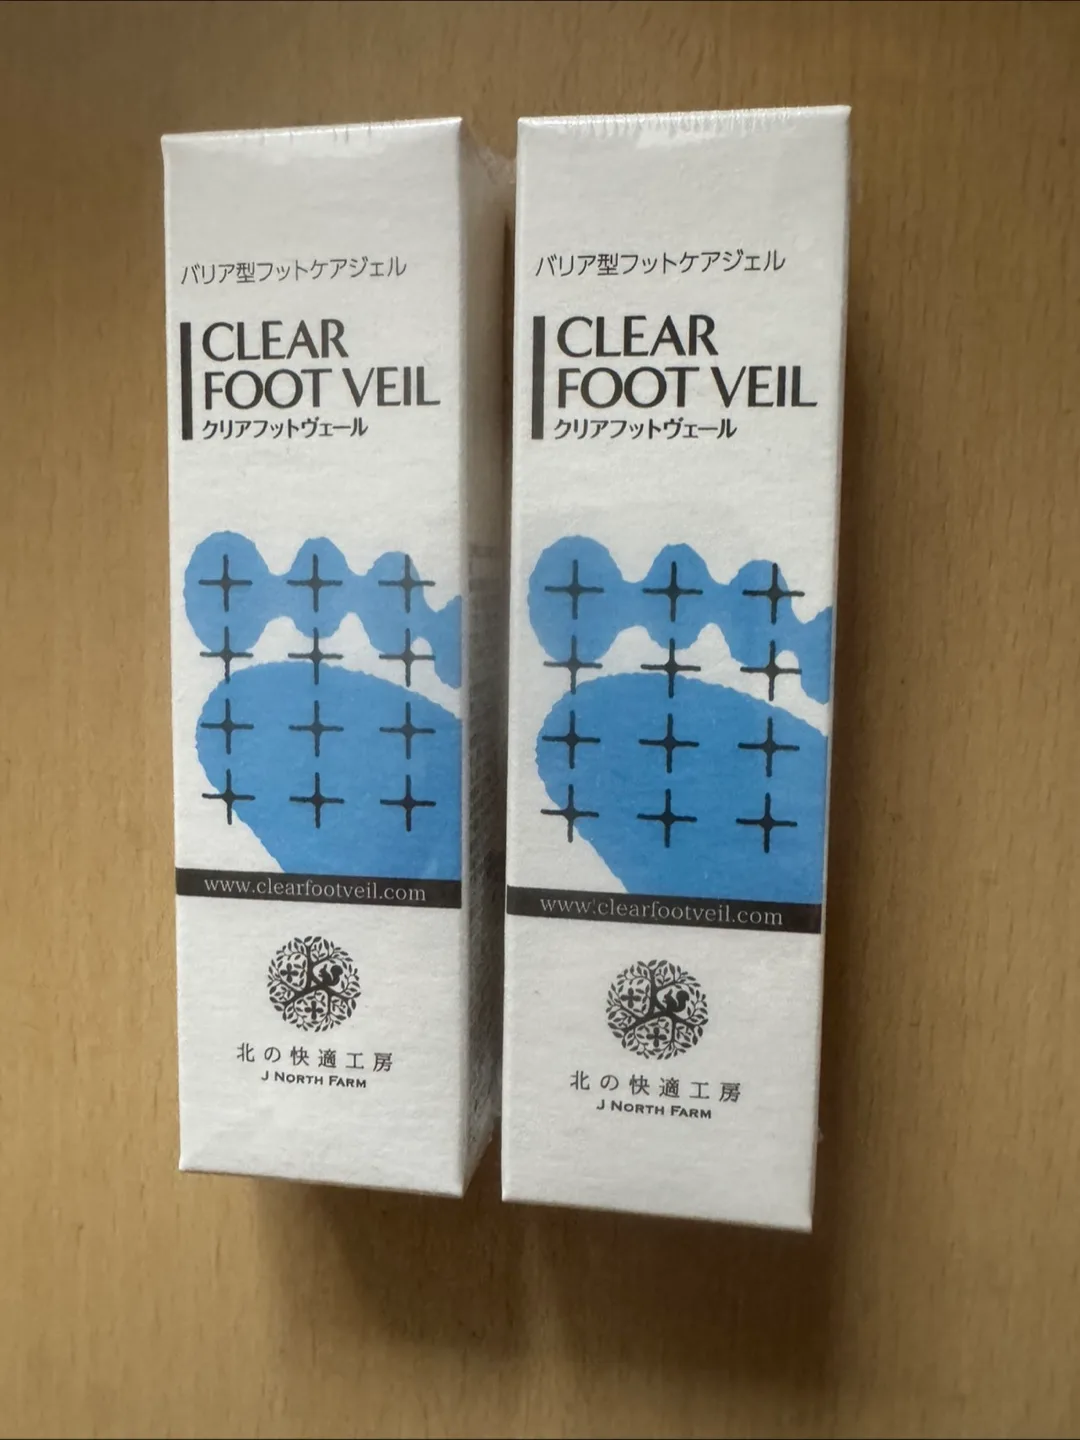 バリア型フットケアジェル
CLEAR
FOOT VEIL
クリアフットヴェール
www.clearfootveil.com
北の快適工房
J NORTH FARM
バリア型フットケアジェル
CLEAR
FOOT VEIL
クリアフットヴェール
www.clearfootveil.com
北の快適工房
J NORTH FARM